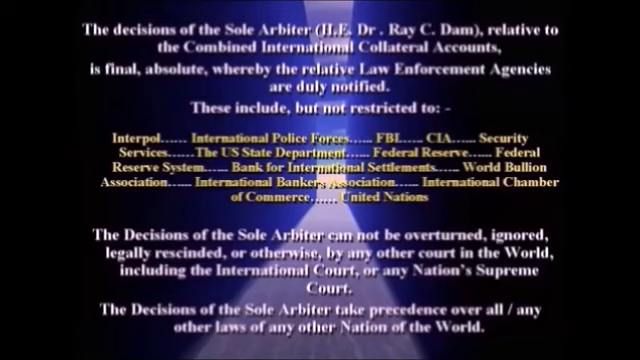 The decisions of the Sole Arbiter (H.E. Dr . Ray C. Dam), relative to
the Combined International Collateral Accounts,
is final, absolute, whereby the relative Law Enforcement Agencies
are duly notified.
These include, but not restricted to: -
Interpol...... International Police Forces...... FBI..... CIA..... Security
Services......The US State Department..... Federal Reserve..... Federal
Reserve System...... Bank for International Settlements...... World Bullion
Association...... International Bankers Association...... International Chamber
of Commerce...... United Nations
The Decisions of the Sole Arbiter can not be overturned, ignored,
legally rescinded, or otherwise, by any other court in the World,
including the International Court, or any Nation's Supreme
Court.
The Decisions of the Sole Arbiter take precedence over all / any
other laws of any other Nation of the World.